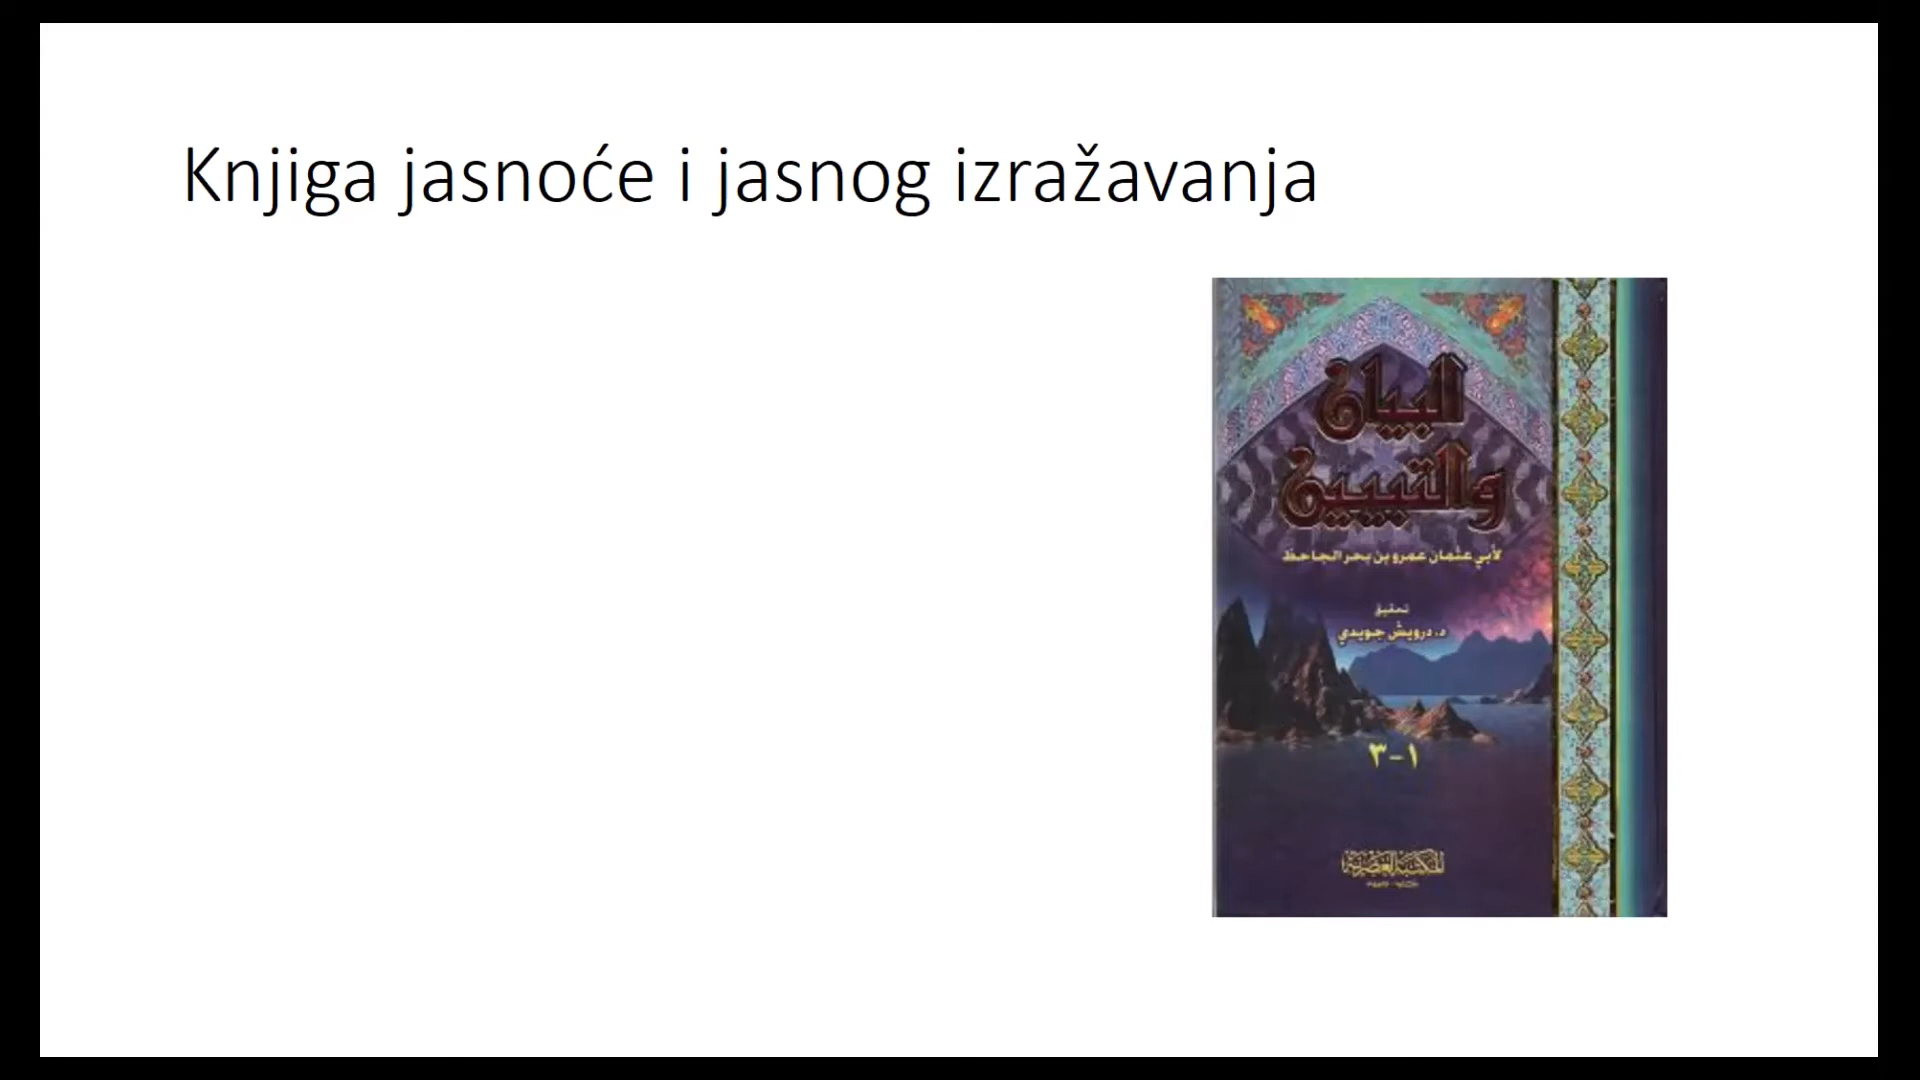 Knjiga jasnoće i jasnog izražavanja
البيان
والتبيين
لأبي عثمان عمرو بن بحر الجاحظ
تحقيق
د. درويش جويدي
١-٣
المكتبة العصرية